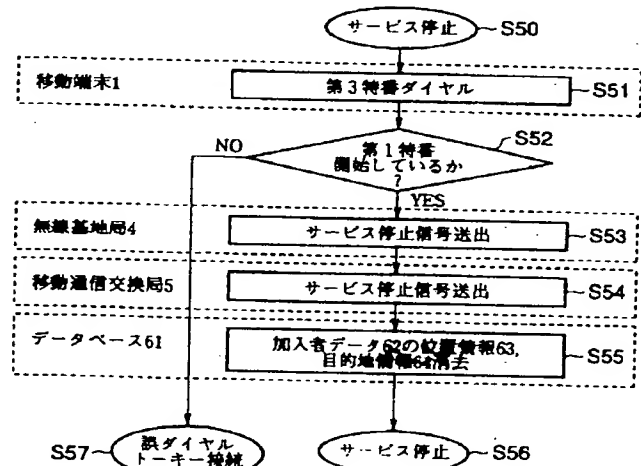 サービス停止 S50
移動端末1
第3特番ダイヤル S51
S52
NO
第1特番
開始しているか
?
YES
無線基地局4
サービス停止信号送出 S53
移動通信交換局5
サービス停止信号送出 S54
データベース61
加入者データ62の位置情報63,
目的地情報64消去
S55
S57 誤ダイヤル
トーキー接続
サービス停止 S56